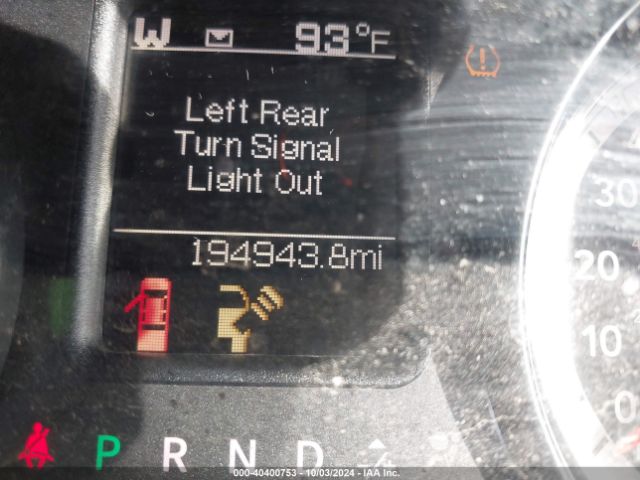 W 93°F
Left Rear
Turn Signal
Light Out
194943.8mi
30
20
10
0
P R N D
000-40400753 - 10/03/2024 - IAA Inc.